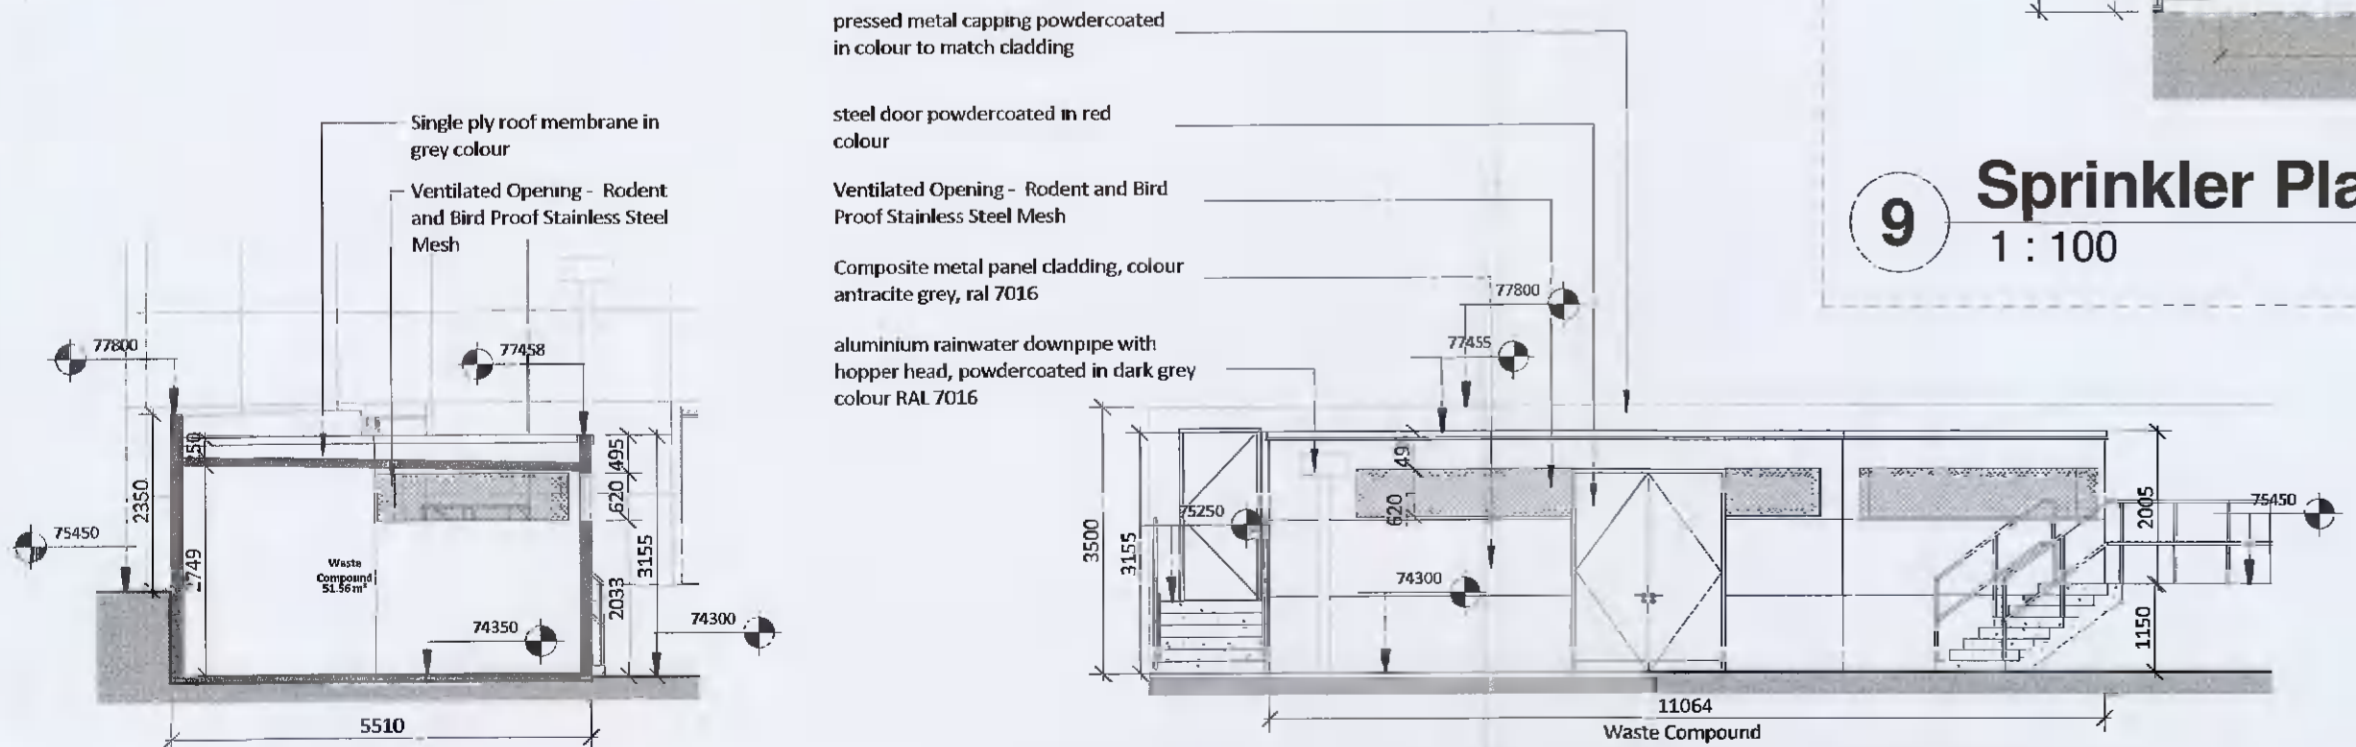 Single ply roof membrane in
grey colour
Ventilated Opening - Rodent
and Bird Proof Stainless Steel
Mesh
77800
77458
75450
2350
250
495
620
3155
2033
Waste
Compound
51.56m²
74350
74300
5510
pressed metal capping powdercoated
in colour to match cladding
steel door powdercoated in red
colour
Ventilated Opening - Rodent and Bird
Proof Stainless Steel Mesh
Composite metal panel cladding, colour
antracite grey, ral 7016
aluminium rainwater downpipe with
hopper head, powdercoated in dark grey
colour RAL 7016
77800
77455
3500
3155
75250
620
74300
2005
75450
1150
11064
Waste Compound
9
Sprinkler Pla
1 : 100